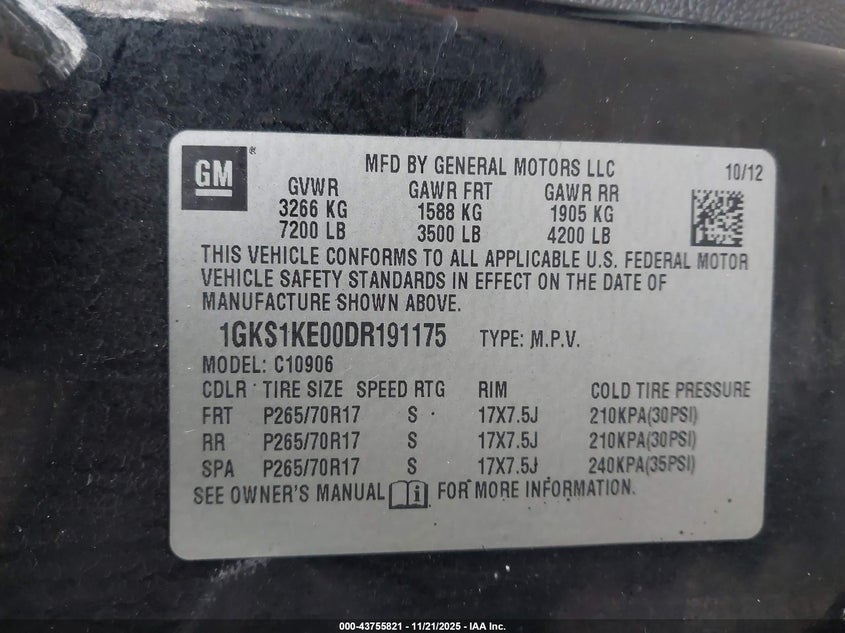 GM ®
MFD BY GENERAL MOTORS LLC 10/12
GVWR GAWR FRT GAWR RR
3266 KG 1588 KG 1905 KG
7200 LB 3500 LB 4200 LB
THIS VEHICLE CONFORMS TO ALL APPLICABLE U.S. FEDERAL MOTOR
VEHICLE SAFETY STANDARDS IN EFFECT ON THE DATE OF
MANUFACTURE SHOWN ABOVE.
1GKS1KE00DR191175 TYPE: M.P.V.
MODEL: C10906
CDLR TIRE SIZE SPEED RTG RIM COLD TIRE PRESSURE
FRT P265/70R17 S 17X7.5J 210KPA(30PSI)
RR P265/70R17 S 17X7.5J 210KPA(30PSI)
SPA P265/70R17 S 17X7.5J 240KPA(35PSI)
SEE OWNER'S MANUAL i FOR MORE INFORMATION.
000-43755821 - 11/21/2025 - IAA Inc.